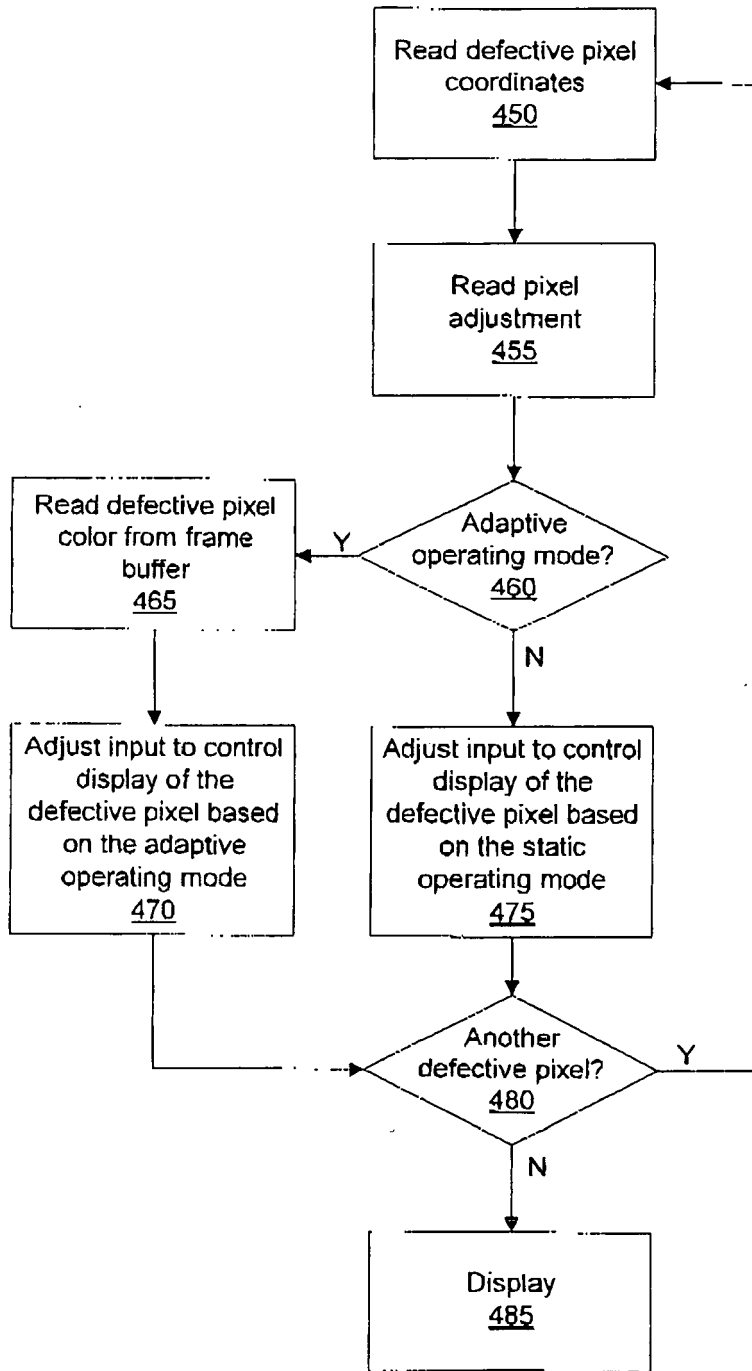 Read defective pixel
coordinates
450
Read pixel
adjustment
455
Adaptive
operating mode?
460
Y
N
Read defective pixel
color from frame
buffer
465
Adjust input to control
display of the
defective pixel based
on the adaptive
operating mode
470
Adjust input to control
display of the
defective pixel based
on the static
operating mode
475
Another
defective pixel?
480
Y
N
Display
485